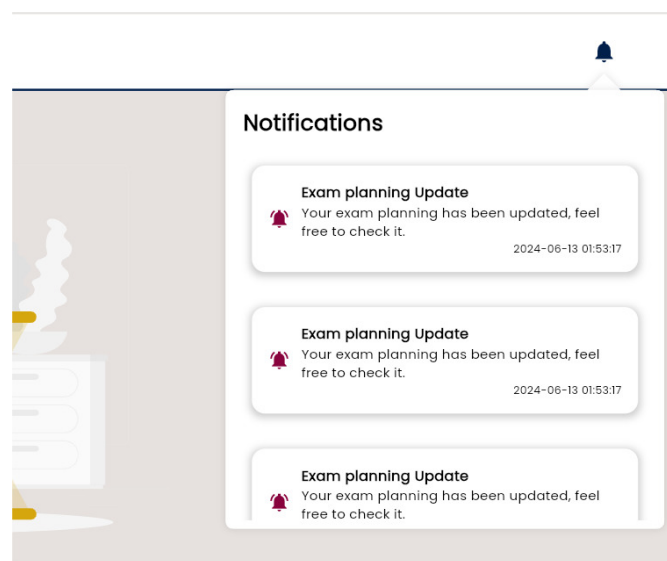 Notifications
Exam planning Update
Your exam planning has been updated, feel
free to check it.
2024-06-13 01:53:17
Exam planning Update
Your exam planning has been updated, feel
free to check it.
2024-06-13 01:53:17
Exam planning Update
Your exam planning has been updated, feel
free to check it.